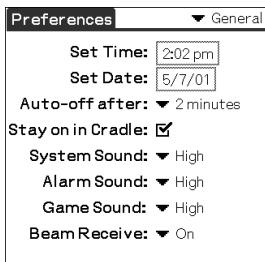 Preferences General
Set Time: 2:02 pm
Set Date: 5/7/01
Auto-off after: 2 minutes
Stay on in Cradle:
System Sound: High
Alarm Sound: High
Game Sound: High
Beam Receive: On